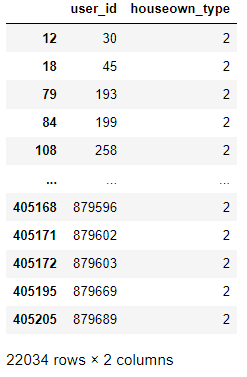 user_id houseown_type
12 30 2
18 45 2
79 193 2
84 199 2
108 258 2
... ... ...
405168 879596 2
405171 879602 2
405172 879603 2
405195 879669 2
405205 879689 2
22034 rows × 2 columns